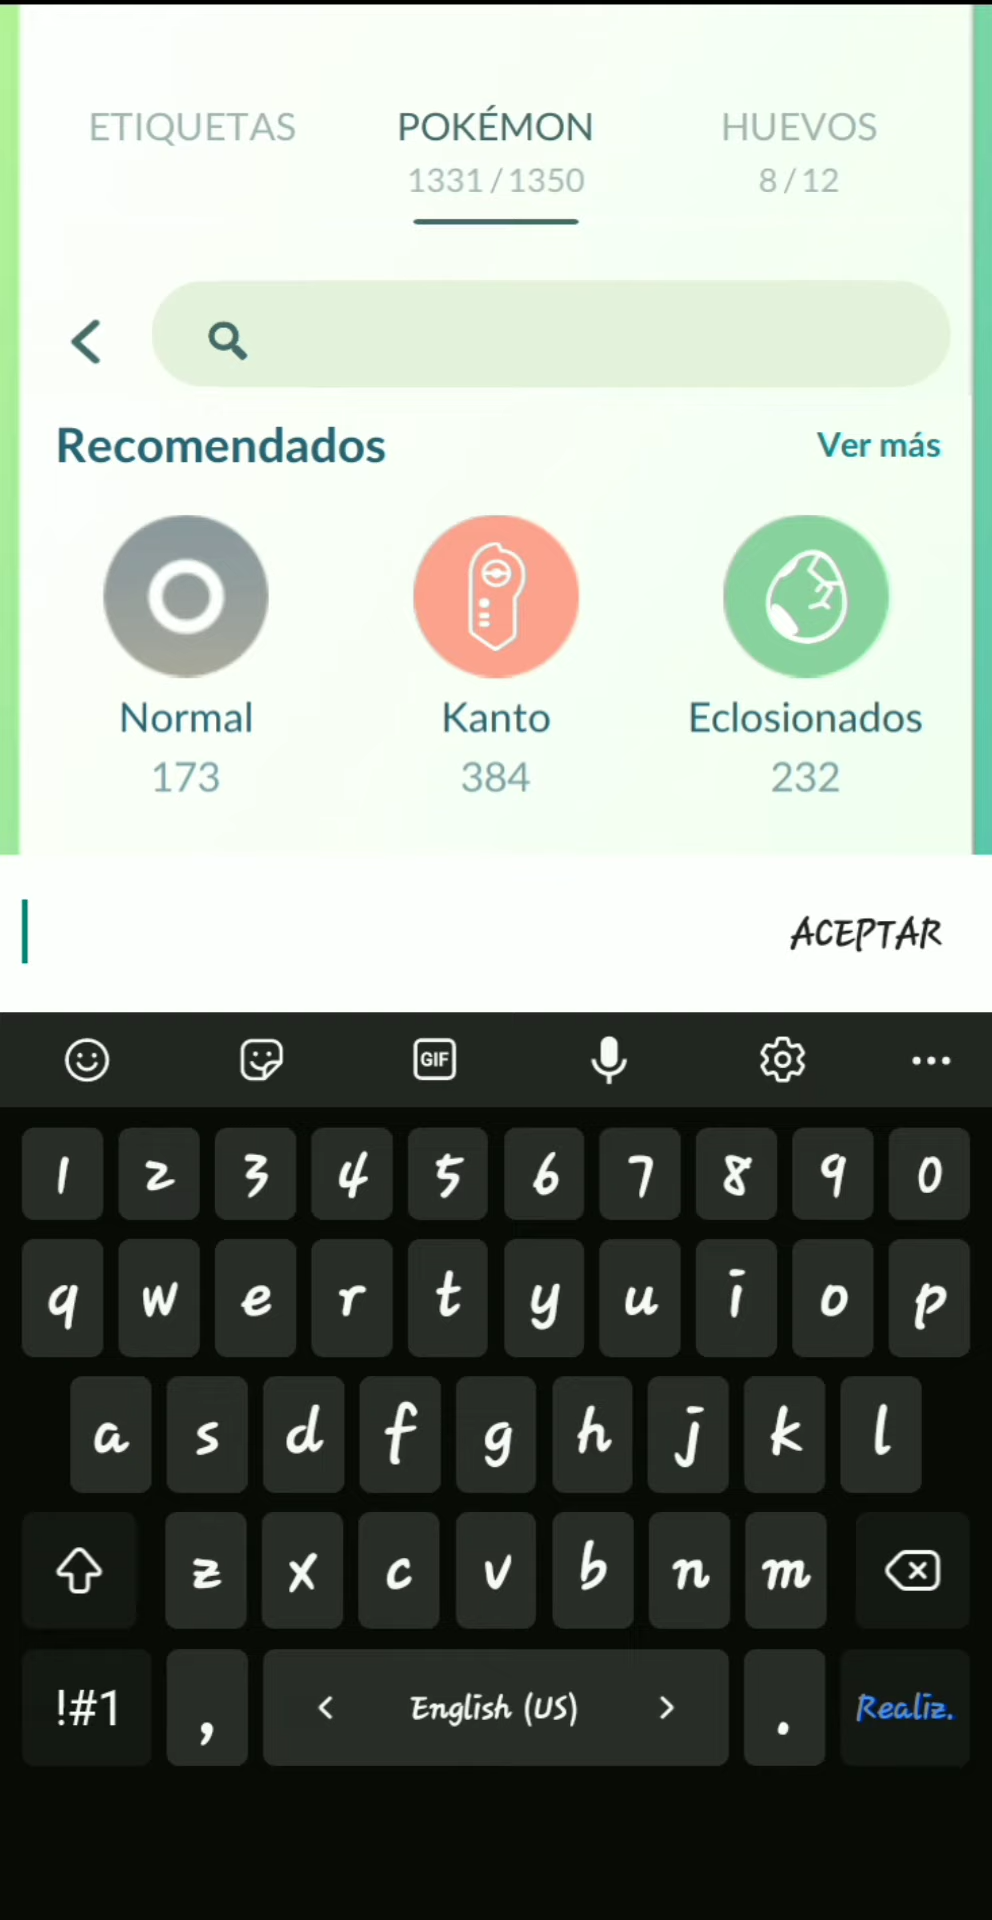 ETIQUETAS POKÉMON HUEVOS
1331/1350 8/12
Recomendados Ver más
Normal Kanto Eclosionados
173 384 232
ACEPTAR
GIF
1 2 3 4 5 6 7 8 9 0
q w e r t y u i o p
a s d f g h j k l
z x c v b n m
!#1 , < English (US) > . Realiz.